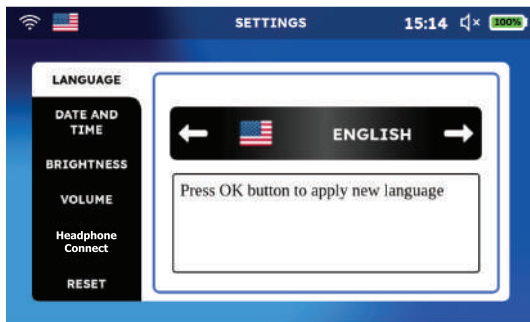 SETTINGS
15:14
100%
LANGUAGE
DATE AND
TIME
BRIGHTNESS
VOLUME
Headphone
Connect
RESET
ENGLISH
Press OK button to apply new language